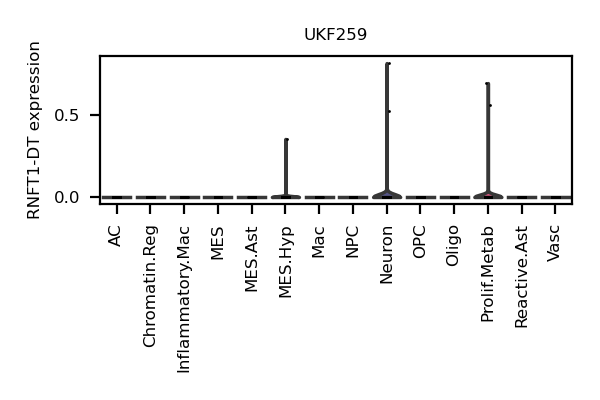 UKF259
RNFT1-DT expression
0.5
0.0
AC
Chromatin.Reg
Inflammatory.Mac
MES
MES.Ast
MES.Hyp
Mac
NPC
Neuron
OPC
Oligo
Prolif.Metab
Reactive.Ast
Vasc